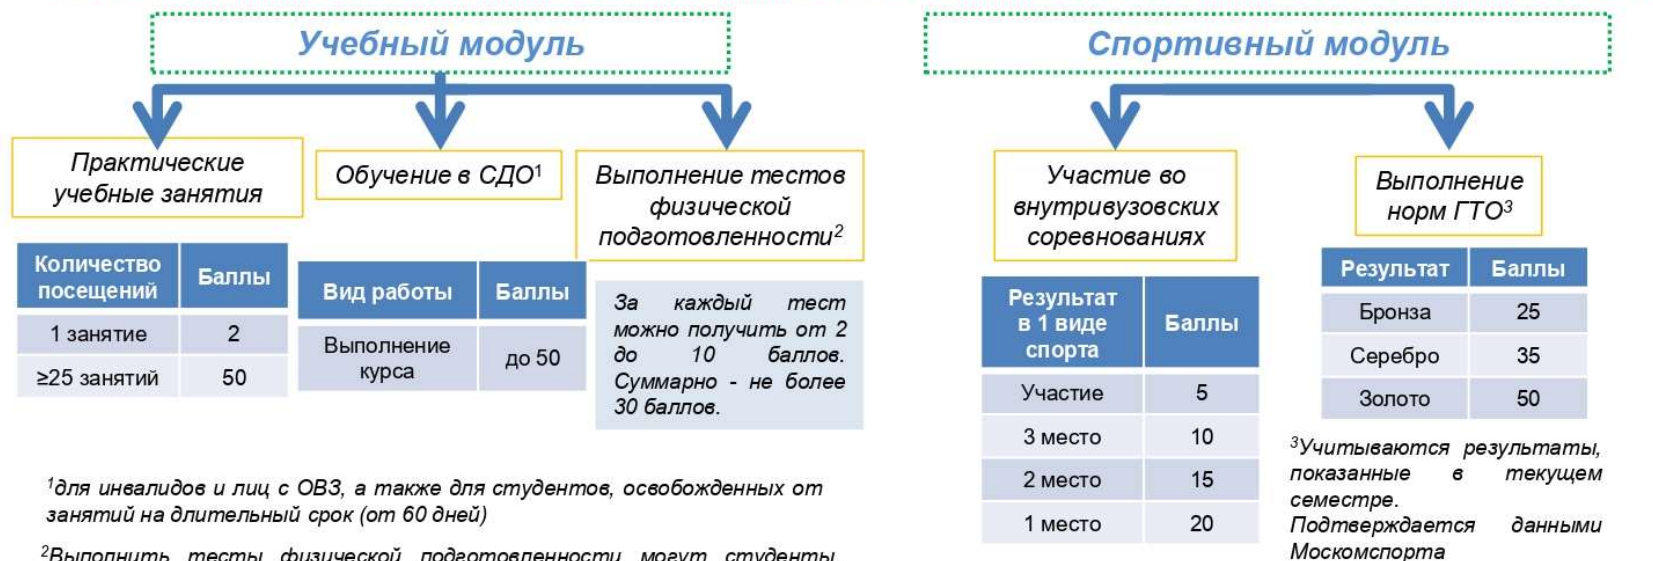 Учебный модуль
Практические
учебные занятия
Количество
посещений
Баллы
1 занятие
2
≥25 занятий
50
Обучение в СДО¹
Вид работы
Баллы
Выполнение
курса
до 50
Выполнение тестов
физической
подготовленности²
За каждый тест
можно получить от 2
до 10 баллов.
Суммарно - не более
30 баллов.
¹для инвалидов и лиц с ОВЗ, а также для студентов, освобожденных от
занятий на длительный срок (от 60 дней)
²Выполнить тесты физической подготовленности могут студенты
Спортивный модуль
Участие во
внутривузовских
соревнованиях
Результат
в 1 виде
спорта
Баллы
Участие
5
3 место
10
2 место
15
1 место
20
Выполнение
норм ГТО³
Результат
Баллы
Бронза
25
Серебро
35
Золото
50
³Учитываются результаты,
показанные в текущем
семестре.
Подтверждается данными
Москомспорта